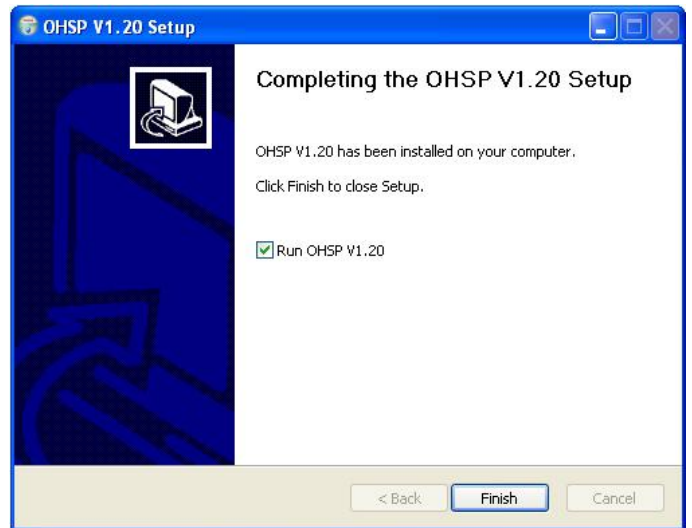 OHSP V1.20 Setup
Completing the OHSP V1.20 Setup
OHSP V1.20 has been installed on your computer.
Click Finish to close Setup.
Run OHSP V1.20
< Back Finish Cancel